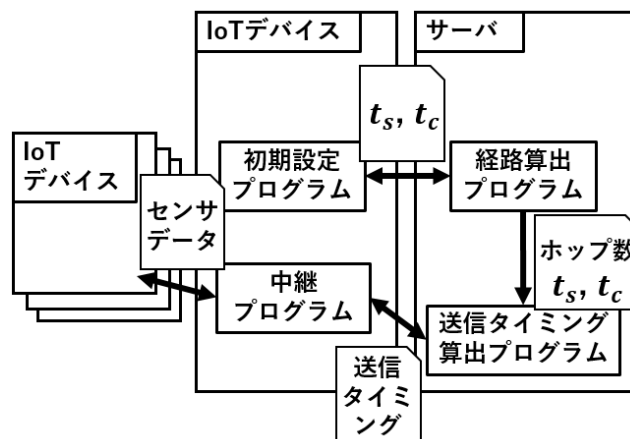 IoTデバイス
サーバ
t_s, t_c
IoT
デバイス
初期設定
プログラム
経路算出
プログラム
センサ
データ
ホップ数
t_s, t_c
中継
プログラム
送信タイミング
算出プログラム
送信
タイミ
ング